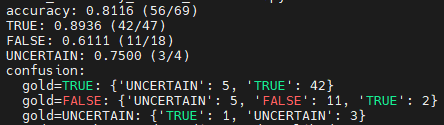 accuracy: 0.8116 (56/69)
TRUE: 0.8936 (42/47)
FALSE: 0.6111 (11/18)
UNCERTAIN: 0.7500 (3/4)
confusion:
gold=TRUE: {'UNCERTAIN': 5, 'TRUE': 42}
gold=FALSE: {'UNCERTAIN': 5, 'FALSE': 11, 'TRUE': 2}
gold=UNCERTAIN: {'TRUE': 1, 'UNCERTAIN': 3}